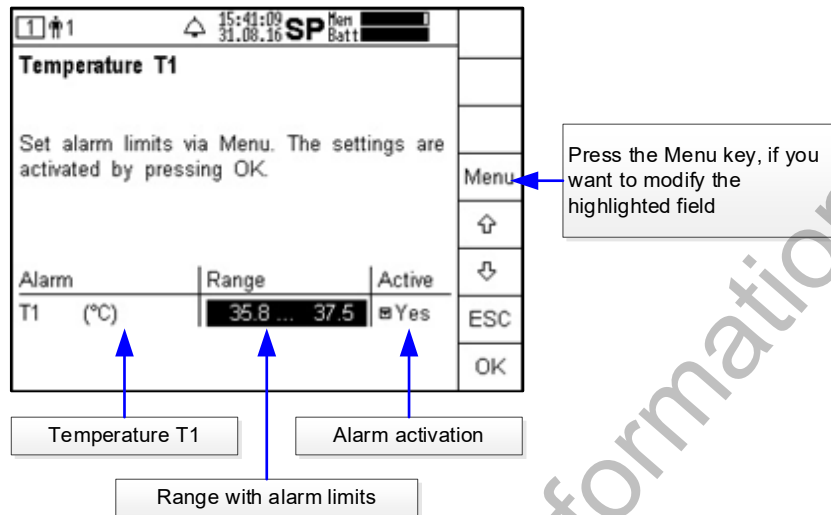 1 1 15:41:09 SP Mem
31.08.16 Batt
Temperature T1
Set alarm limits via Menu. The settings are
activated by pressing OK.
Menu
Alarm Range Active
T1 (°C) 35.8 ... 37.5 Yes
ESC
OK
Press the Menu key, if you
want to modify the
highlighted field
Temperature T1
Alarm activation
Range with alarm limits
formation